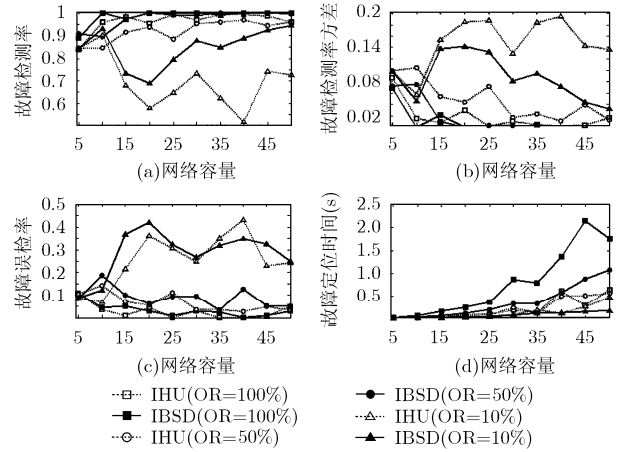 1
0.9
0.8
0.7
0.6
故障检测率
5 15 25 35 45
(a)网络容量
0.2
0.14
0.08
0.02
故障检测率方差
5 15 25 35 45
(b)网络容量
0.5
0.4
0.3
0.2
0.1
故障误检率
5 15 25 35 45
(c)网络容量
2.5
2.0
1.5
1.0
0.5
故障定位时间(s)
5 15 25 35 45
(d)网络容量
IHU(OR=100%)
IBSD(OR=100%)
IHU(OR=50%)
IBSD(OR=50%)
IHU(OR=10%)
IBSD(OR=10%)